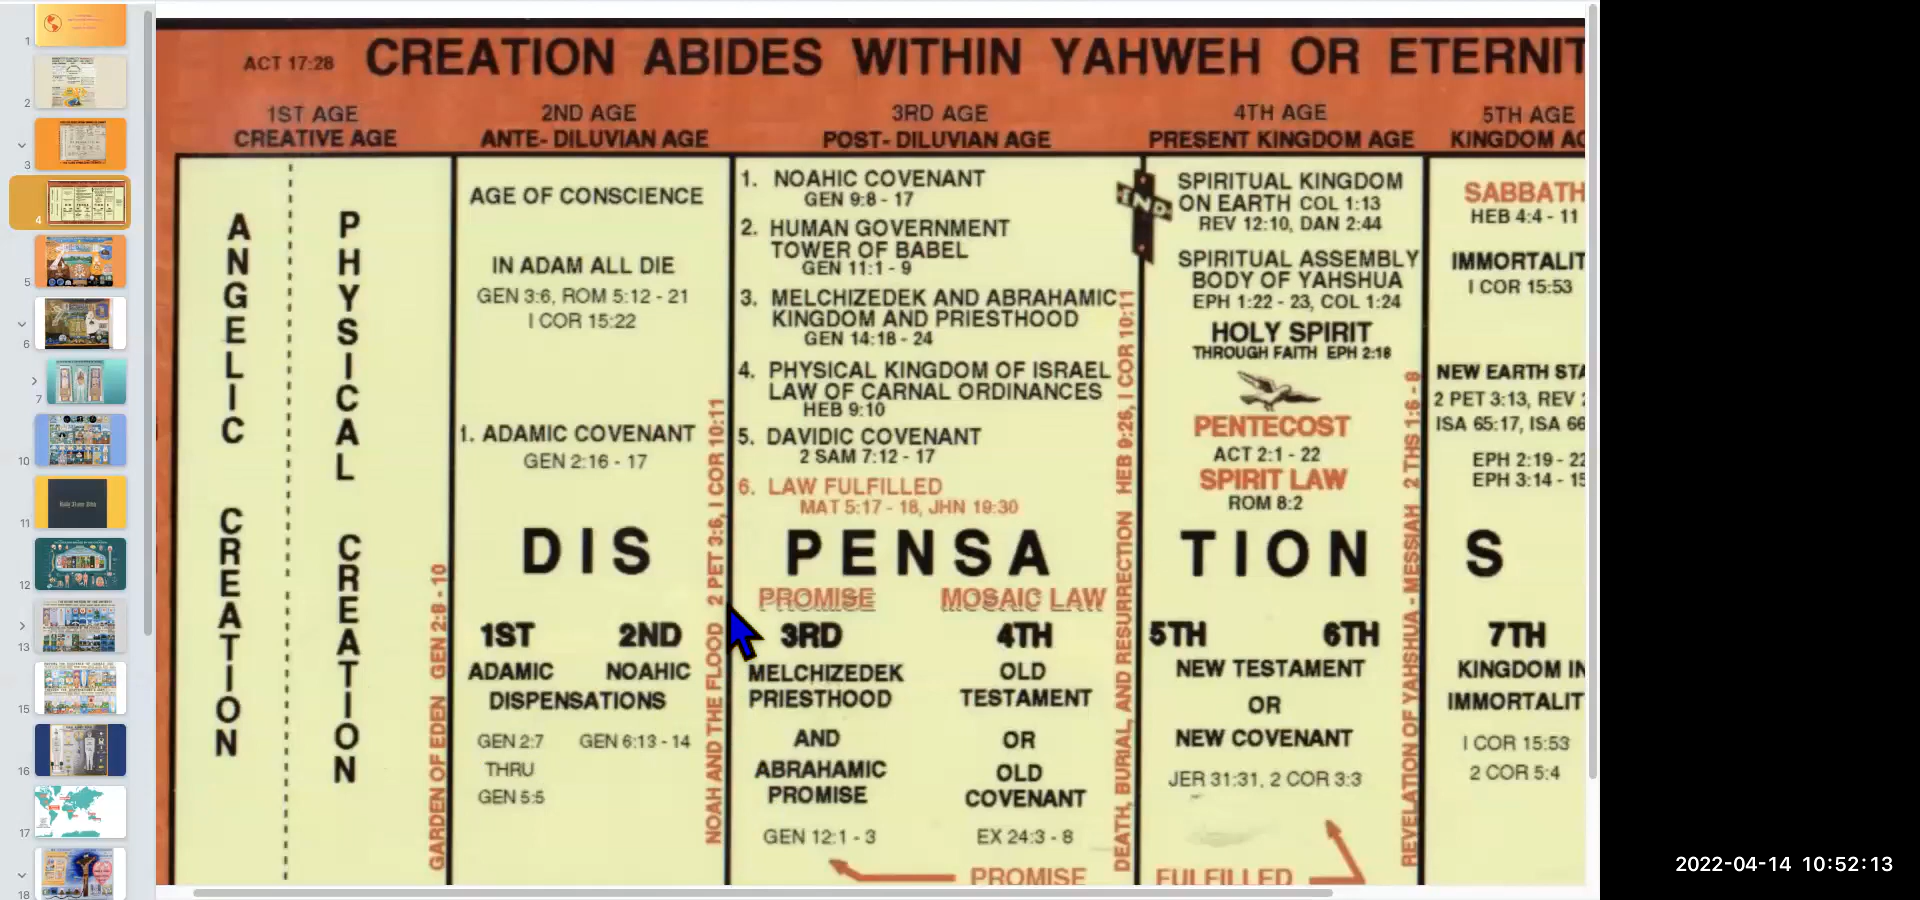 ACT 17:28 CREATION ABIDES WITHIN YAHWEH OR ETERNIT
1ST AGE
CREATIVE AGE
2ND AGE
ANTE- DILUVIAN AGE
3RD AGE
POST- DILUVIAN AGE
4TH AGE
PRESENT KINGDOM AGE
5TH AGE
KINGDOM AG
ANGELIC CREATION
PHYSICAL CREATION
GARDEN OF EDEN GEN 2:8 - 10
AGE OF CONSCIENCE
IN ADAM ALL DIE
GEN 3:6, ROM 5:12 - 21
I COR 15:22
1. ADAMIC COVENANT
GEN 2:16 - 17
NOAH AND THE FLOOD 2 PET 3:6, I COR 10:11
1. NOAHIC COVENANT
GEN 9:8 - 17
2. HUMAN GOVERNMENT
TOWER OF BABEL
GEN 11:1 - 9
3. MELCHIZEDEK AND ABRAHAMIC
KINGDOM AND PRIESTHOOD
GEN 14:18 - 24
4. PHYSICAL KINGDOM OF ISRAEL
LAW OF CARNAL ORDINANCES
HEB 9:10
5. DAVIDIC COVENANT
2 SAM 7:12 - 17
6. LAW FULFILLED
MAT 5:17 - 18, JHN 19:30
DEATH, BURIAL, AND RESURRECTION HEB 9:26, I COR 10:11
END
SPIRITUAL KINGDOM
ON EARTH COL 1:13
REV 12:10, DAN 2:44
SPIRITUAL ASSEMBLY
BODY OF YAHSHUA
EPH 1:22 - 23, COL 1:24
HOLY SPIRIT
THROUGH FAITH EPH 2:18
PENTECOST
ACT 2:1 - 22
SPIRIT LAW
ROM 8:2
REVELATION OF YAHSHUA - MESSIAH 2 THS 1:6 - 8
SABBATH
HEB 4:4 - 11
IMMORTALIT
I COR 15:53
NEW EARTH STA
2 PET 3:13, REV
ISA 65:17, ISA 66
EPH 2:19 - 22
EPH 3:14 - 15
DIS PENSA TION S
PROMISE MOSAIC LAW
1ST 2ND 3RD 4TH 5TH 6TH 7TH
ADAMIC NOAHIC
DISPENSATIONS
GEN 2:7 GEN 6:13 - 14
THRU
GEN 5:5
MELCHIZEDEK
PRIESTHOOD
AND
ABRAHAMIC
PROMISE
GEN 12:1 - 3
OLD
TESTAMENT
OR
OLD
COVENANT
EX 24:3 - 8
NEW TESTAMENT
OR
NEW COVENANT
JER 31:31, 2 COR 3:3
KINGDOM IN
IMMORTALIT
I COR 15:53
2 COR 5:4
PROMISE FULFILLED
1
2
3
4
5
6
7
10
11
12
13
15
16
17
18
2022-04-14 10:52:13